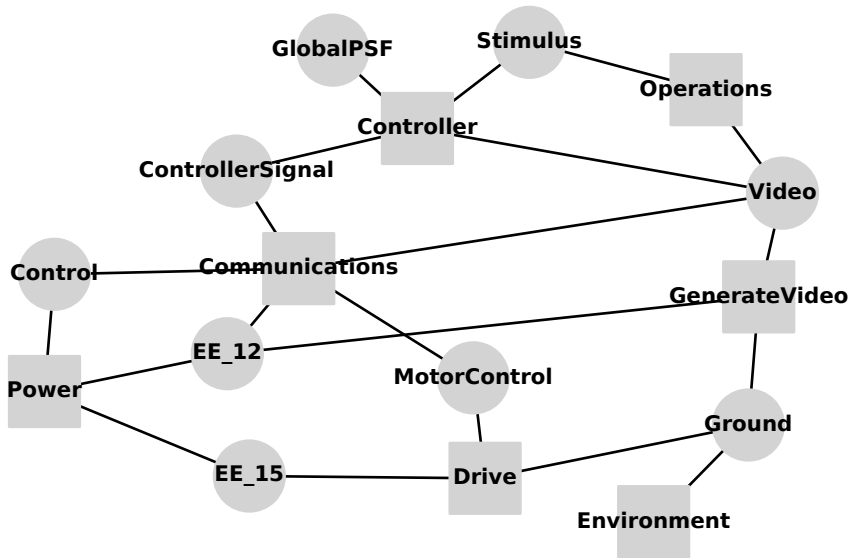 Stimulus
GlobalPSF
Operations
Controller
ControllerSignal
Video
Communications
Control
GenerateVideo
EE_12
MotorControl
Power
Ground
EE_15
Drive
Environment